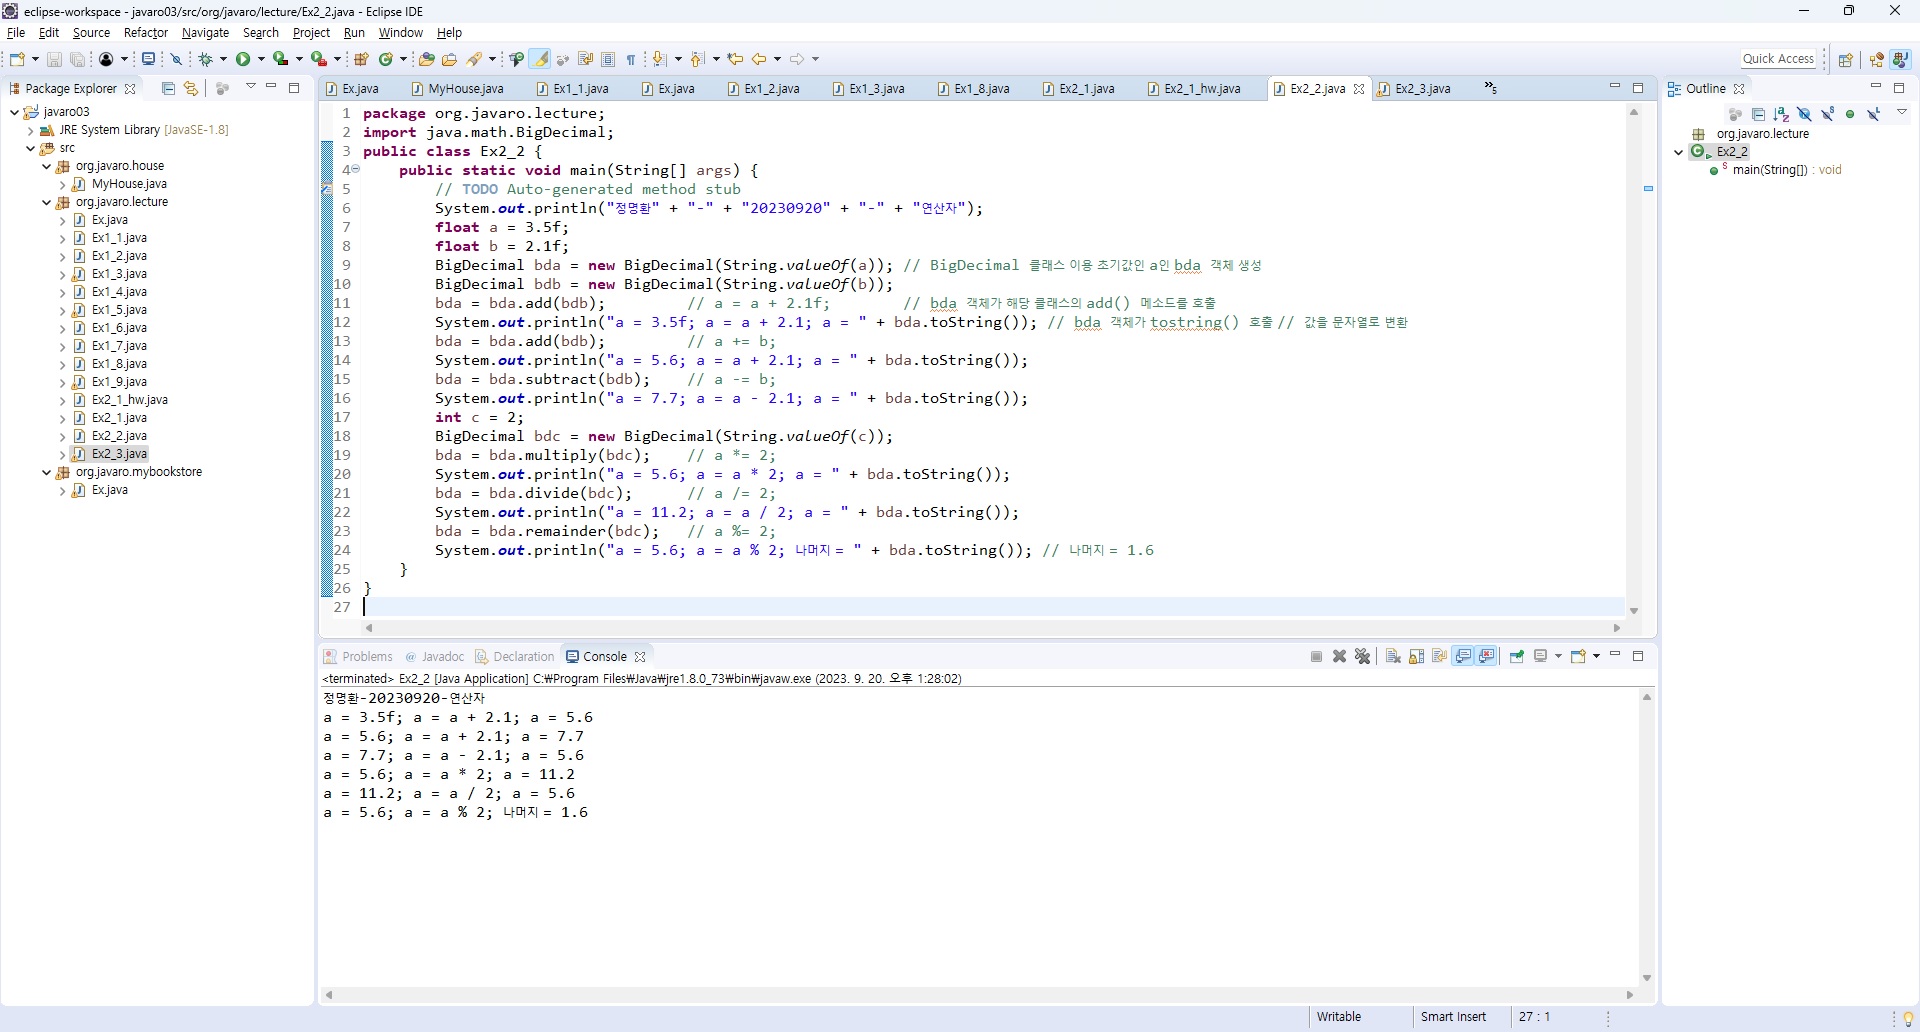 eclipse-workspace - javaro03/src/org/javaro/lecture/Ex2_2.java - Eclipse IDE
File Edit Source Refactor Navigate Search Project Run Window Help
Quick Access
Package Explorer
javaro03
JRE System Library [JavaSE-1.8]
src
org.javaro.house
MyHouse.java
org.javaro.lecture
Ex.java
Ex1_1.java
Ex1_2.java
Ex1_3.java
Ex1_4.java
Ex1_5.java
Ex1_6.java
Ex1_7.java
Ex1_8.java
Ex1_9.java
Ex2_1_hw.java
Ex2_1.java
Ex2_2.java
Ex2_3.java
org.javaro.mybookstore
Ex.java
Ex.java MyHouse.java Ex1_1.java Ex.java Ex1_2.java Ex1_3.java Ex1_8.java Ex2_1.java Ex2_1_hw.java Ex2_2.java Ex2_3.java »5
1 package org.javaro.lecture;
2 import java.math.BigDecimal;
3 public class Ex2_2 {
4 public static void main(String[] args) {
5 // TODO Auto-generated method stub
6 System.out.println("정명환" + "-" + "20230920" + "-" + "연산자");
7 float a = 3.5f;
8 float b = 2.1f;
9 BigDecimal bda = new BigDecimal(String.valueOf(a)); // BigDecimal 클래스 이용 초기값인 a인 bda 객체 생성
10 BigDecimal bdb = new BigDecimal(String.valueOf(b));
11 bda = bda.add(bdb); // a = a + 2.1f; // bda 객체가 해당 클래스의 add() 메소드를 호출
12 System.out.println("a = 3.5f; a = a + 2.1; a = " + bda.toString()); // bda 객체가 tostring() 호출 // 값을 문자열로 변환
13 bda = bda.add(bdb); // a += b;
14 System.out.println("a = 5.6; a = a + 2.1; a = " + bda.toString());
15 bda = bda.subtract(bdb); // a -= b;
16 System.out.println("a = 7.7; a = a - 2.1; a = " + bda.toString());
17 int c = 2;
18 BigDecimal bdc = new BigDecimal(String.valueOf(c));
19 bda = bda.multiply(bdc); // a *= 2;
20 System.out.println("a = 5.6; a = a * 2; a = " + bda.toString());
21 bda = bda.divide(bdc); // a /= 2;
22 System.out.println("a = 11.2; a = a / 2; a = " + bda.toString());
23 bda = bda.remainder(bdc); // a %= 2;
24 System.out.println("a = 5.6; a = a % 2; 나머지 = " + bda.toString()); // 나머지 = 1.6
25 }
26 }
27
Outline
org.javaro.lecture
Ex2_2
main(String[]) : void
Problems Javadoc Declaration Console
<terminated> Ex2_2 [Java Application] C:₩Program Files₩Java₩jre1.8.0_73₩bin₩javaw.exe (2023. 9. 20. 오후 1:28:02)
정명환-20230920-연산자
a = 3.5f; a = a + 2.1; a = 5.6
a = 5.6; a = a + 2.1; a = 7.7
a = 7.7; a = a - 2.1; a = 5.6
a = 5.6; a = a * 2; a = 11.2
a = 11.2; a = a / 2; a = 5.6
a = 5.6; a = a % 2; 나머지 = 1.6
Writable Smart Insert 27 : 1